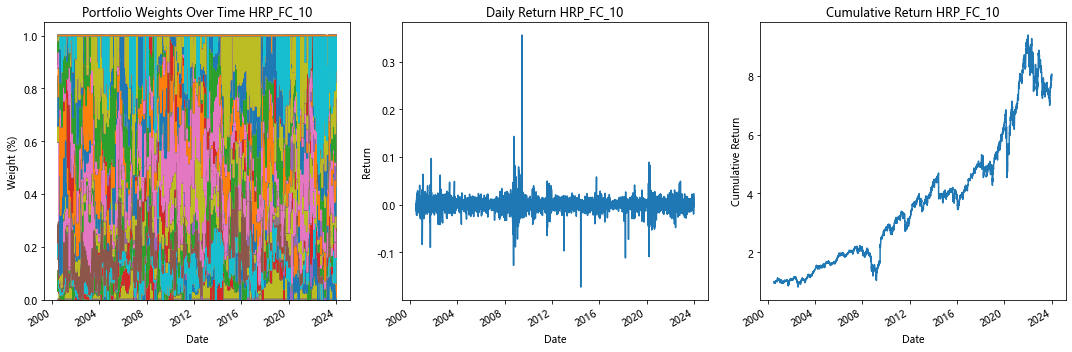 Portfolio Weights Over Time HRP_FC_10
Weight (%)
1.0
0.8
0.6
0.4
0.2
0.0
2000 2004 2008 2012 2016 2020 2024
Date
Daily Return HRP_FC_10
Return
0.3
0.2
0.1
0.0
-0.1
2000 2004 2008 2012 2016 2020 2024
Date
Cumulative Return HRP_FC_10
Cumulative Return
8
6
4
2
2000 2004 2008 2012 2016 2020 2024
Date